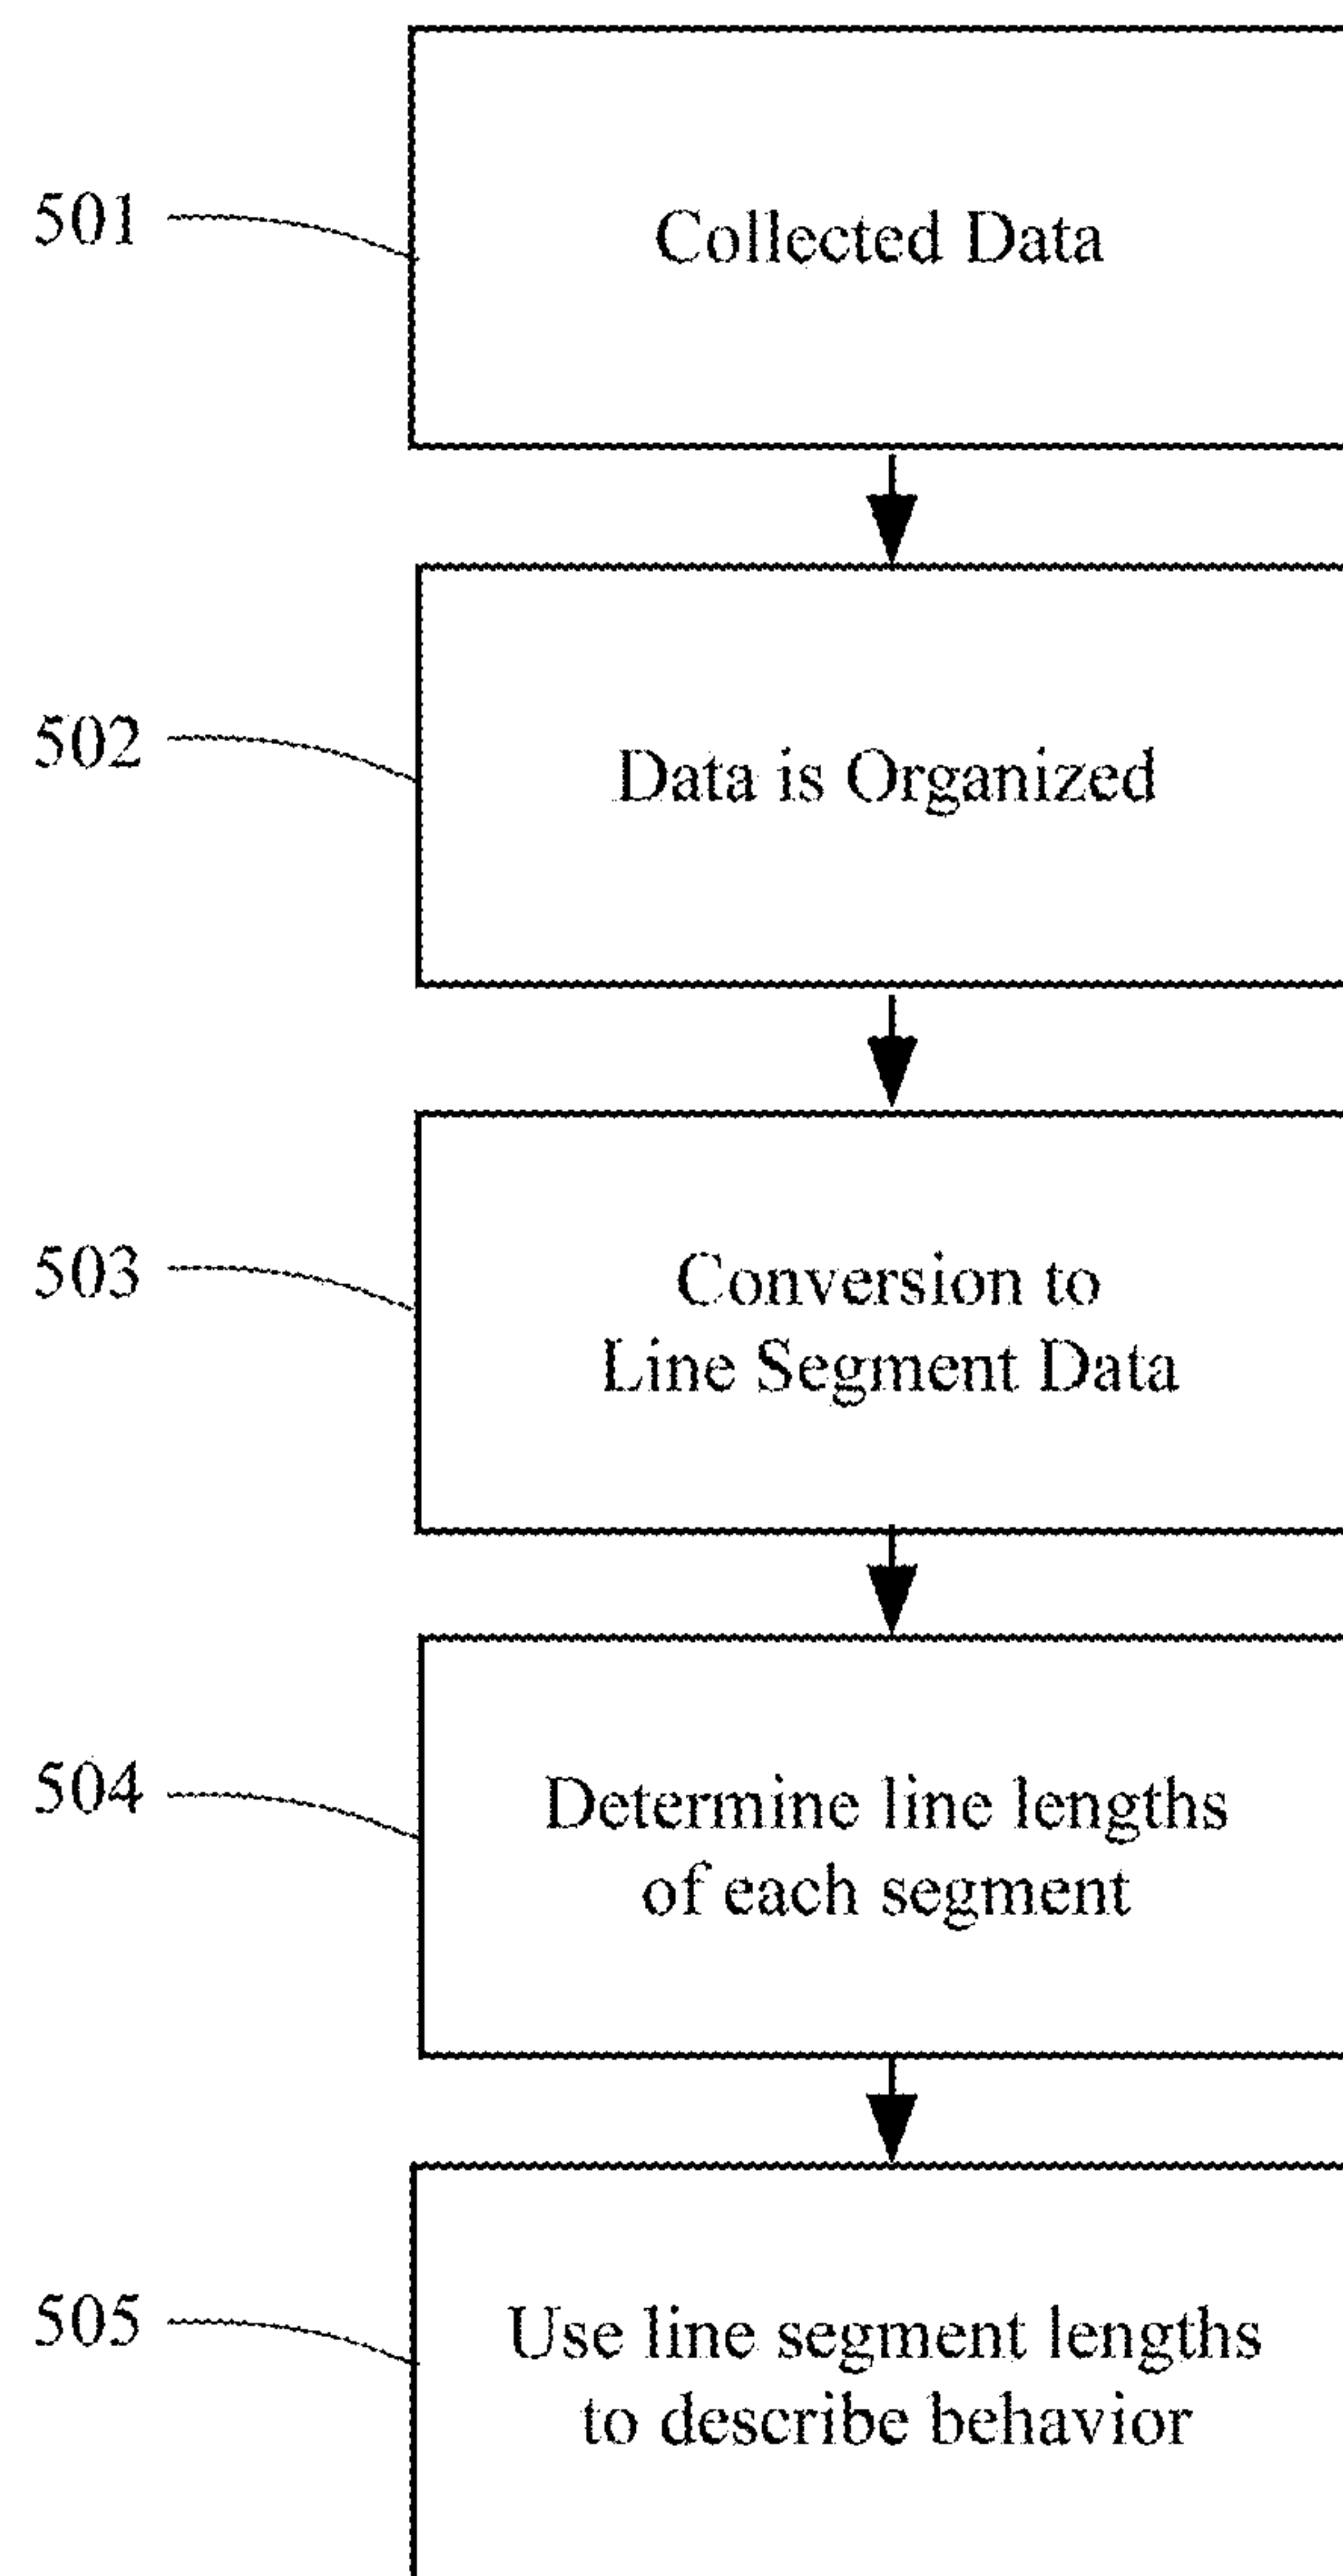 501
Collected Data
502
Data is Organized
503
Conversion to
Line Segment Data
504
Determine line lengths
of each segment
505
Use line segment lengths
to describe behavior